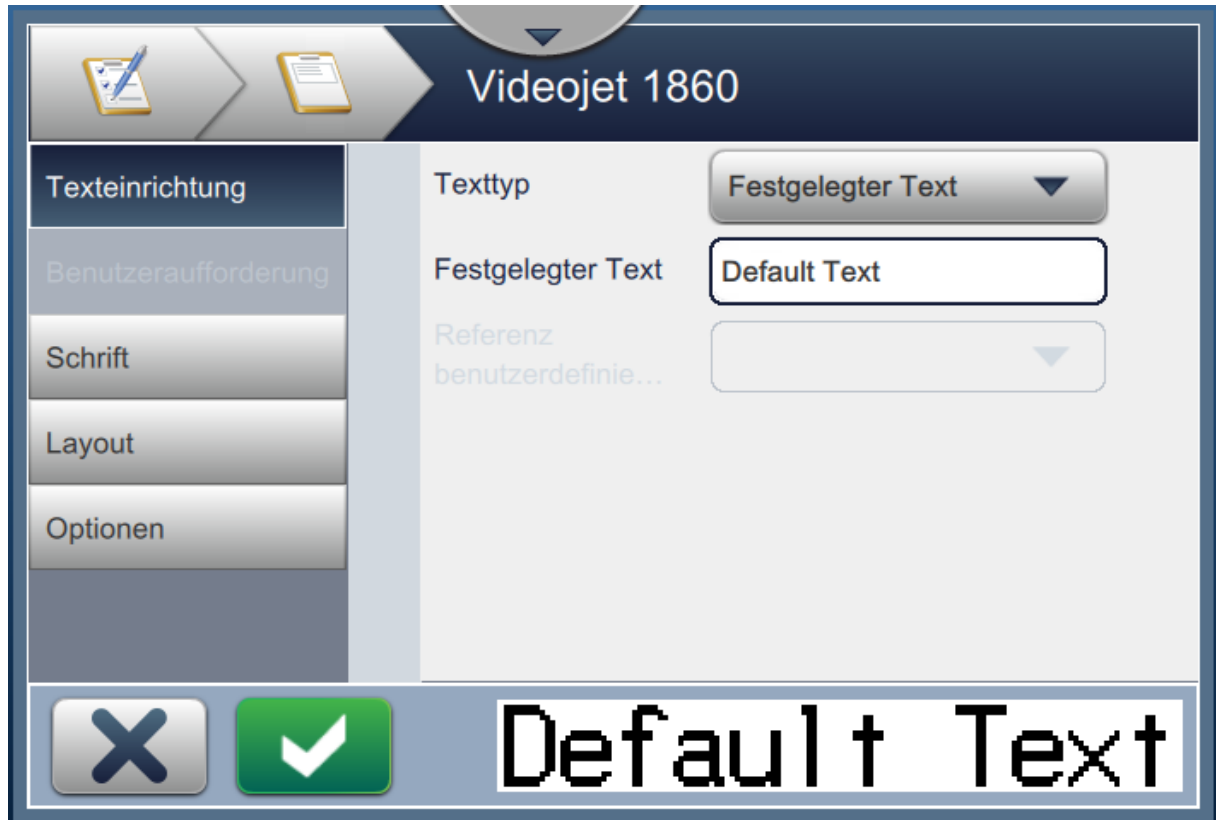 Videojet 1860
Texteinrichtung
Benutzeraufforderung
Schrift
Layout
Optionen
Texttyp
Festgelegter Text
Festgelegter Text
Default Text
Referenz
benutzerdefinie...
Default Text